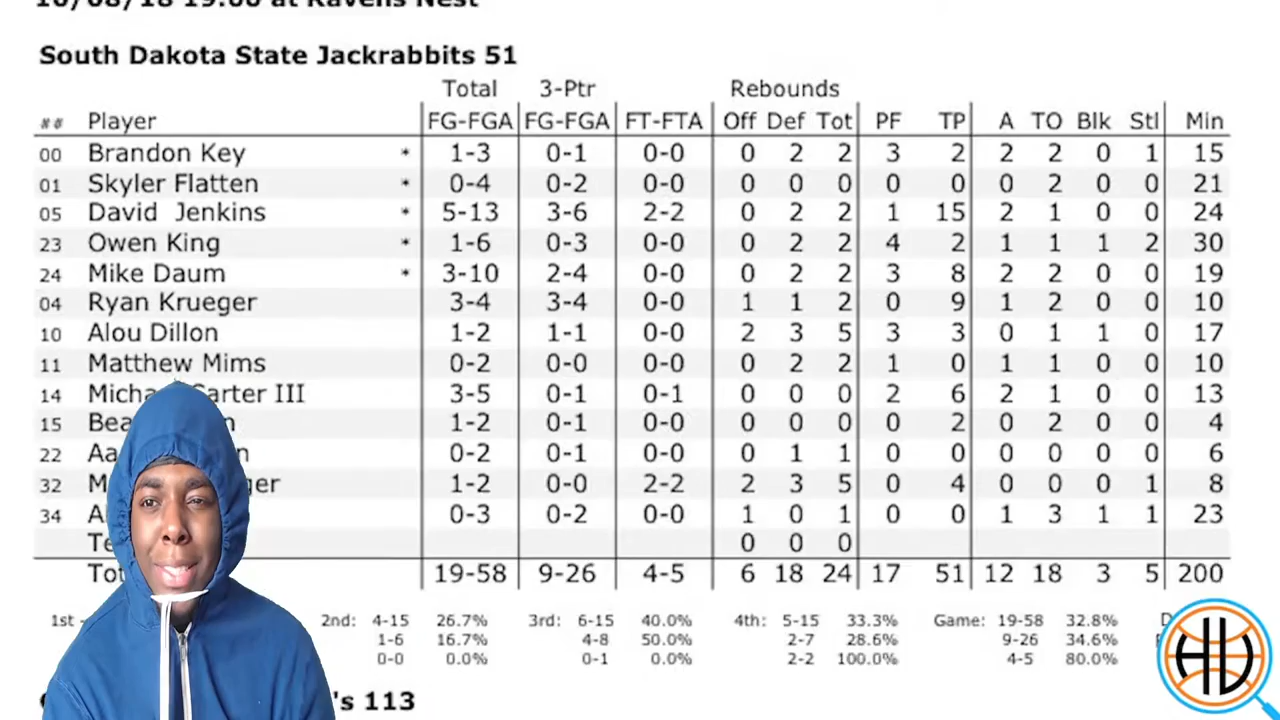 10/08/18 19:00 at Ravens Nest
South Dakota State Jackrabbits 51
Total 3-Ptr Rebounds
## Player FG-FGA FG-FGA FT-FTA Off Def Tot PF TP A TO Blk Stl Min
00 Brandon Key * 1-3 0-1 0-0 0 2 2 3 2 2 2 0 1 15
01 Skyler Flatten * 0-4 0-2 0-0 0 0 0 0 0 0 2 0 0 21
05 David Jenkins * 5-13 3-6 2-2 0 2 2 1 15 2 1 0 0 24
23 Owen King * 1-6 0-3 0-0 0 2 2 4 2 1 1 1 2 30
24 Mike Daum * 3-10 2-4 0-0 0 2 2 3 8 2 2 0 0 19
04 Ryan Krueger 3-4 3-4 0-0 1 1 2 0 9 1 2 0 0 10
10 Alou Dillon 1-2 1-1 0-0 2 3 5 3 3 0 1 1 0 17
11 Matthew Mims 0-2 0-0 0-0 0 2 2 1 0 1 1 0 0 10
14 Carter III 3-5 0-1 0-1 0 0 0 2 6 2 1 0 0 13
15 1-2 0-1 0-0 0 0 0 0 2 0 2 0 0 4
22 0-2 0-1 0-0 0 1 1 0 0 0 0 0 0 6
32 1-2 0-0 2-2 2 3 5 0 4 0 0 0 1 8
34 0-3 0-2 0-0 1 0 1 0 0 1 3 1 1 23
0 0 0
19-58 9-26 4-5 6 18 24 17 51 12 18 3 5 200
1st 2nd: 4-15 26.7% 3rd: 6-15 40.0% 4th: 5-15 33.3% Game: 19-58 32.8%
1-6 16.7% 4-8 50.0% 2-7 28.6% 9-26 34.6%
0-0 0.0% 0-1 0.0% 2-2 100.0% 4-5 80.0%
's 113